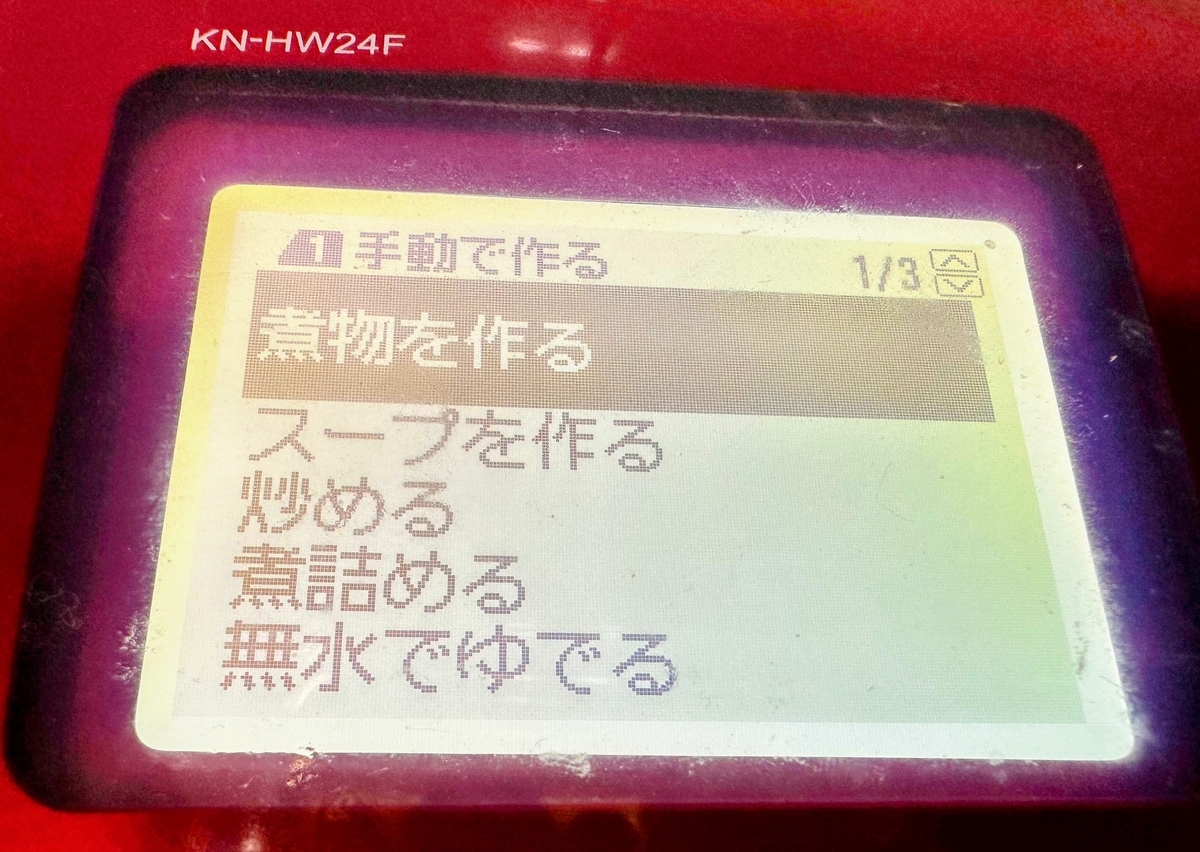 KN-HW24F
1 手動で作る 1/3
煮物を作る
スープを作る
炒める
煮詰める
無水でゆでる